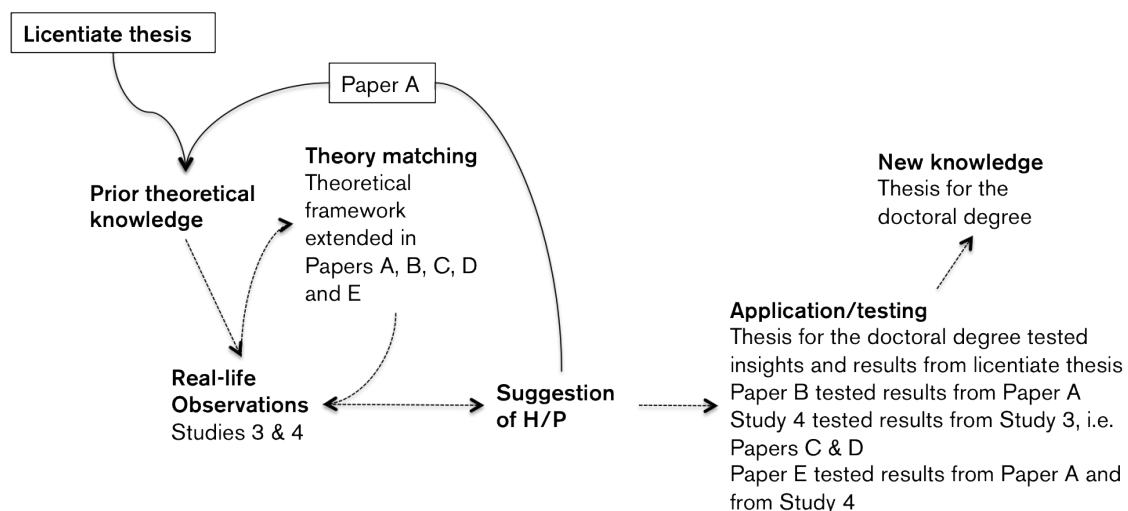 Licentiate thesis
Paper A
Prior theoretical
knowledge
Theory matching
Theoretical
framework
extended in
Papers A, B, C, D
and E
New knowledge
Thesis for the
doctoral degree
Real-life
Observations
Studies 3 & 4
Suggestion
of H/P
Application/testing
Thesis for the doctoral degree tested
insights and results from licentiate thesis
Paper B tested results from Paper A
Study 4 tested results from Study 3, i.e.
Papers C & D
Paper E tested results from Paper A and
from Study 4